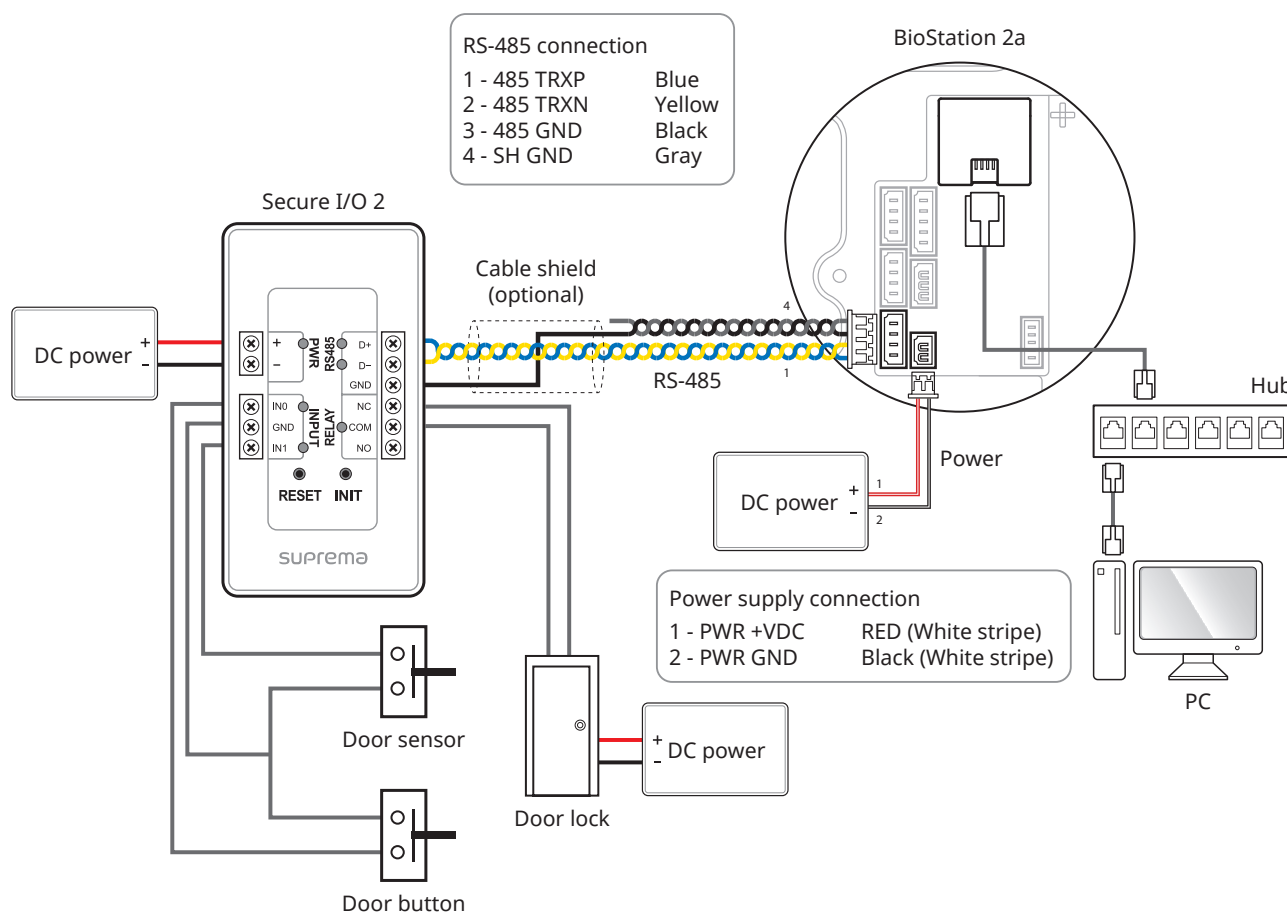 RS-485 connection
1 - 485 TRXP Blue
2 - 485 TRXN Yellow
3 - 485 GND Black
4 - SH GND Gray
BioStation 2a
Secure I/O 2
Cable shield
(optional)
4
DC power
+
-
+
-
PWR
RS485
D+
D-
GND
IN0
GND
IN1
INPUT
RELAY
NC
COM
NO
RESET INIT
suprema
RS-485
1
Hub
Power
DC power
+
-
1
2
Power supply connection
1 - PWR +VDC RED (White stripe)
2 - PWR GND Black (White stripe)
PC
Door sensor
+
-
DC power
Door lock
Door button